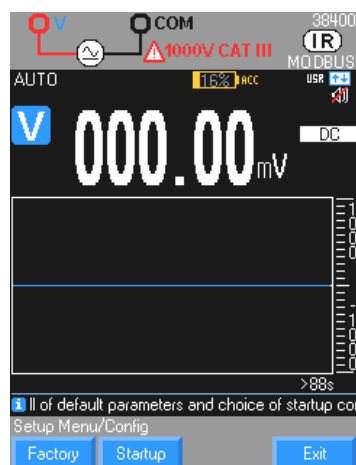 V COM 38400
1000V CAT III IR
MODBUS
AUTO 16% ACC USR
V 000.00mV DC
>88s
ll of default parameters and choice of startup co
Setup Menu/Config
Factory Startup Exit